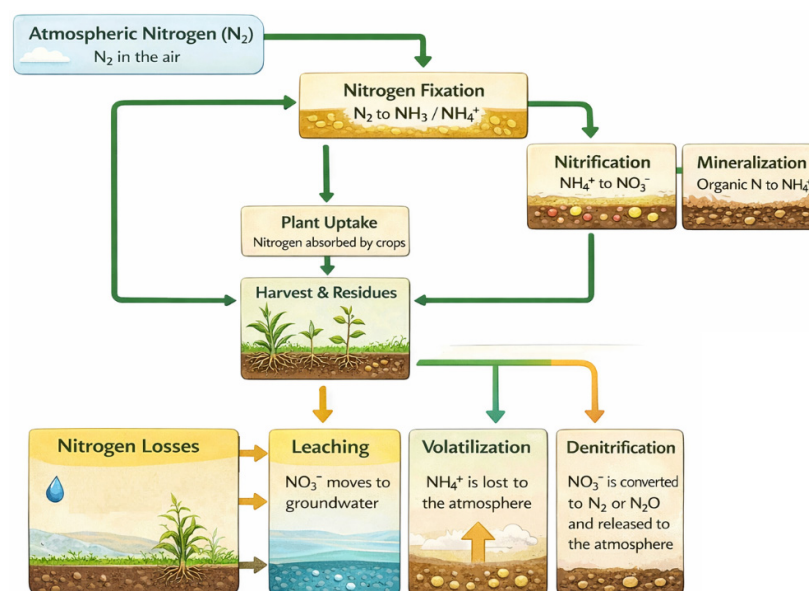 Atmospheric Nitrogen (N₂)
N₂ in the air
Nitrogen Fixation
N₂ to NH₃ / NH₄⁺
Nitrification
NH₄⁺ to NO₃⁻
Mineralization
Organic N to NH₄⁺
Plant Uptake
Nitrogen absorbed by crops
Harvest & Residues
Nitrogen Losses
Leaching
NO₃⁻ moves to
groundwater
Volatilization
NH₄⁺ is lost to
the atmosphere
Denitrification
NO₃⁻ is converted
to N₂ or N₂O
and released to
the atmosphere